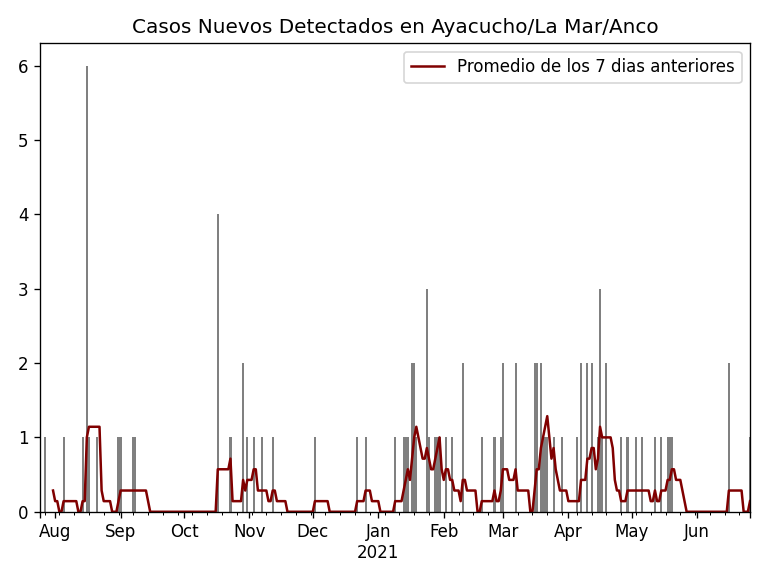 Casos Nuevos Detectados en Ayacucho/La Mar/Anco
Promedio de los 7 dias anteriores
6
5
4
3
2
1
0
Aug Sep Oct Nov Dec Jan Feb Mar Apr May Jun
2021